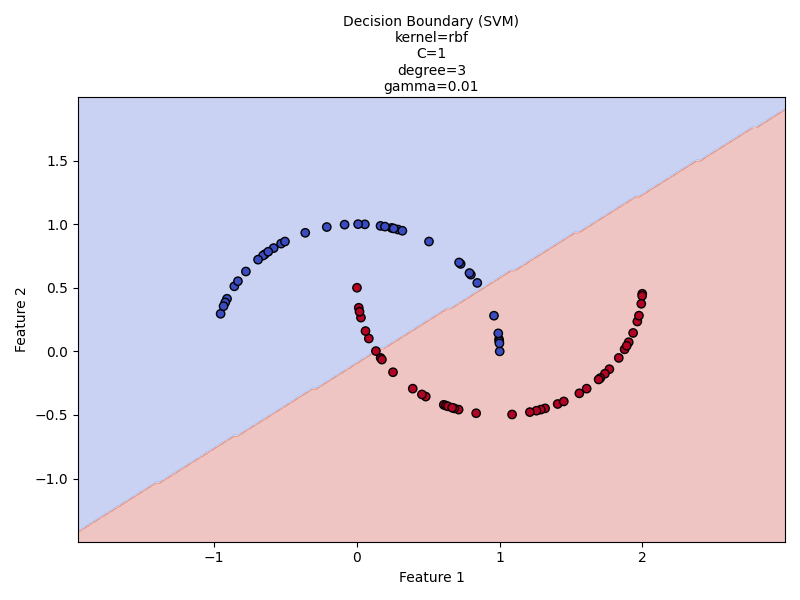 Decision Boundary (SVM)
kernel=rbf
C=1
degree=3
gamma=0.01
1.5
1.0
0.5
0.0
−0.5
−1.0
Feature 2
−1
0
1
2
Feature 1